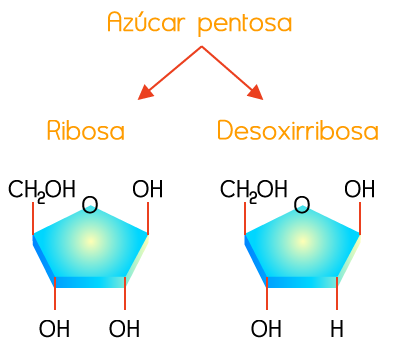 Azúcar pentosa
Ribosa
Desoxirribosa
CH2OH
O
OH
CH2OH
O
OH
OH
OH
OH
H